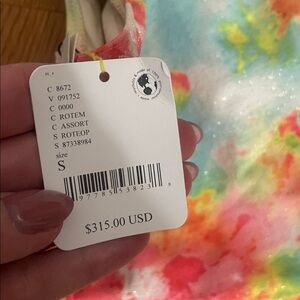 C 8672
V 091752
C 0000
C ROTEM
C ASSORT
S ROTEOP
S 87338984
size
S
$315.00 USD